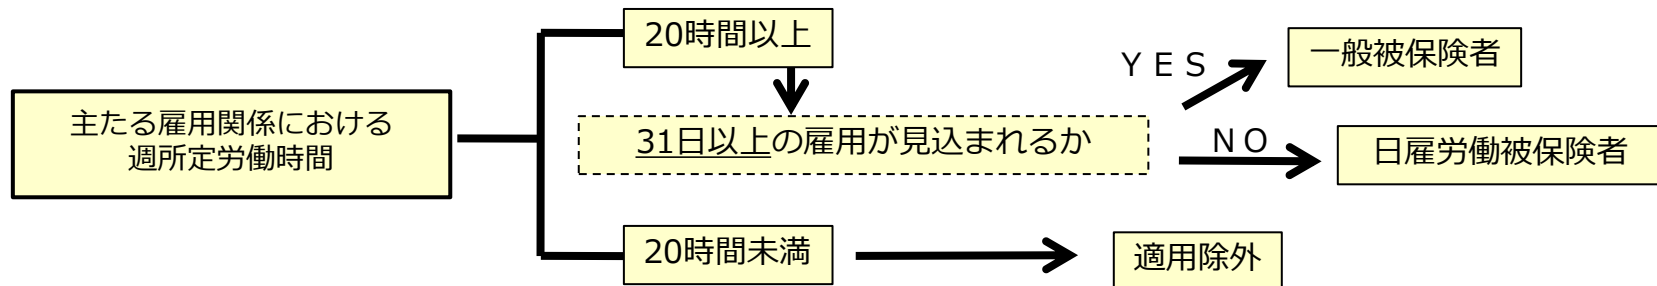 主たる雇用関係における
週所定労働時間
20時間以上
31日以上の雇用が見込まれるか
ＹＥＳ
一般被保険者
ＮＯ
日雇労働被保険者
20時間未満
適用除外